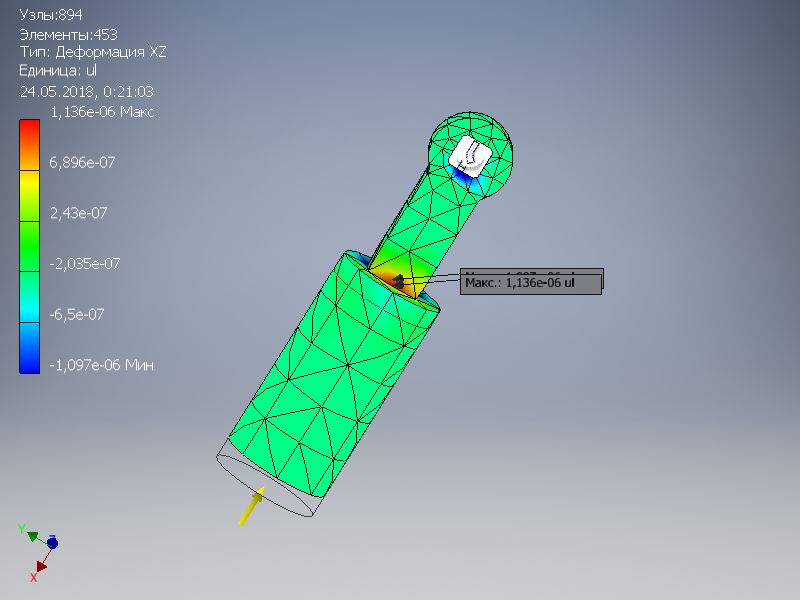 Узлы:894
Элементы:453
Тип: Деформация XZ
Единица: ul
24.05.2018, 0:21:03
1,136e-06 Макс
6,896e-07
2,43e-07
-2,035e-07
-6,5e-07
-1,097e-06 Мин
Макс.: 1,136e-06 ul
Y
Z
X